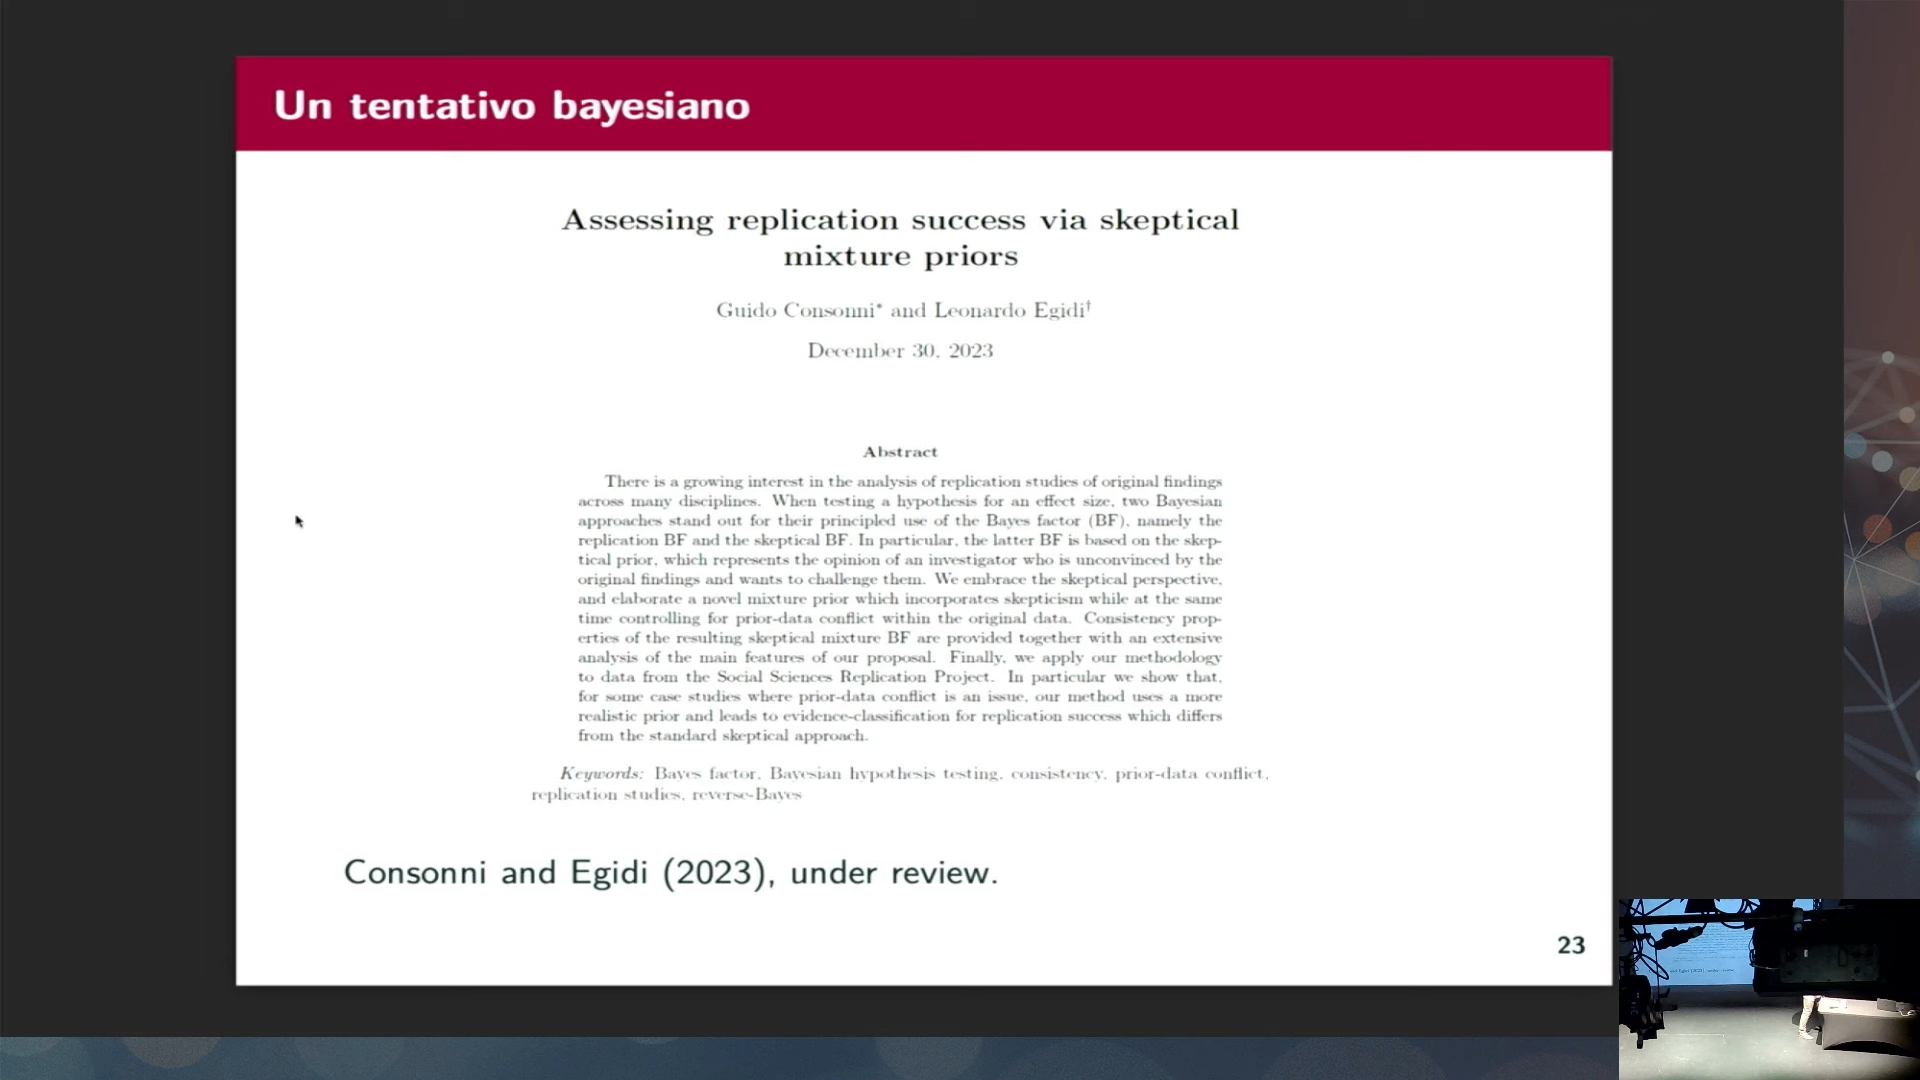 Un tentativo bayesiano
Assessing replication success via skeptical
mixture priors
Guido Consonni* and Leonardo Egidi†
December 30, 2023
Abstract
There is a growing interest in the analysis of replication studies of original findings
across many disciplines. When testing a hypothesis for an effect size, two Bayesian
approaches stand out for their principled use of the Bayes factor (BF), namely the
replication BF and the skeptical BF. In particular, the latter BF is based on the skep-
tical prior, which represents the opinion of an investigator who is unconvinced by the
original findings and wants to challenge them. We embrace the skeptical perspective,
and elaborate a novel mixture prior which incorporates skepticism while at the same
time controlling for prior-data conflict within the original data. Consistency prop-
erties of the resulting skeptical mixture BF are provided together with an extensive
analysis of the main features of our proposal. Finally, we apply our methodology
to data from the Social Sciences Replication Project. In particular we show that,
for some case studies where prior-data conflict is an issue, our method uses a more
realistic prior and leads to evidence-classification for replication success which differs
from the standard skeptical approach.
Keywords: Bayes factor, Bayesian hypothesis testing, consistency, prior-data conflict,
replication studies, reverse-Bayes
Consonni and Egidi (2023), under review.
23